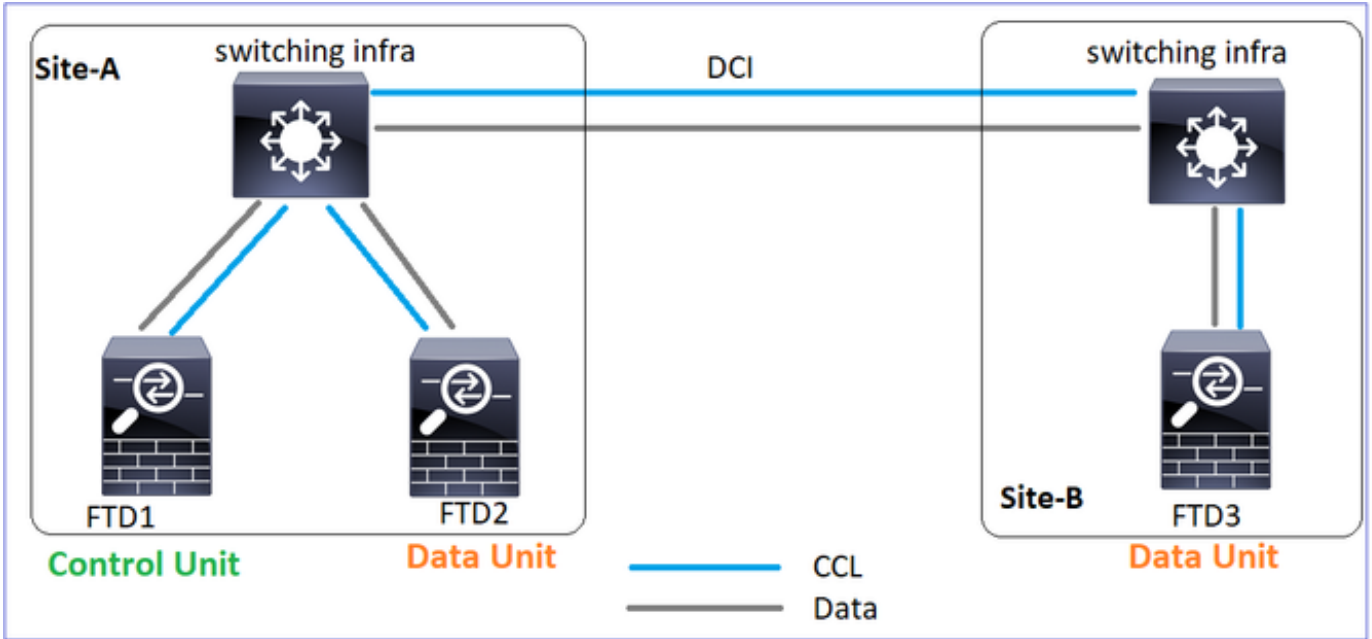 switching infra
Site-A
DCI
switching infra
FTD1
FTD2
Site-B
FTD3
Control Unit
Data Unit
Data Unit
CCL
Data